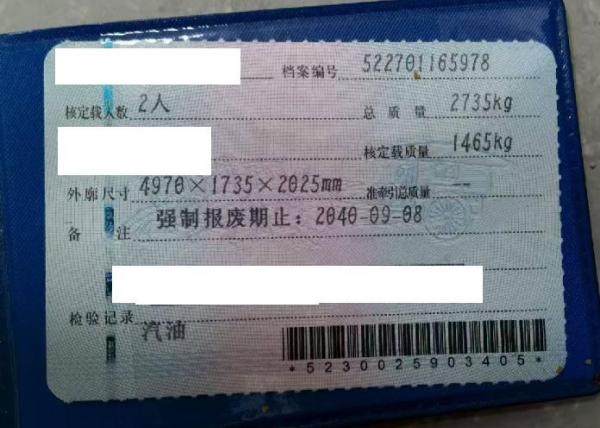 档案编号 522701165978
核定载人数 2人 总质量 2735kg
核定载质量 1465kg
外廓尺寸 4970×1735×2025mm 准牵引总质量 --
备注 强制报废期止：2040-09-08
检验记录
汽油
*5230025903405*